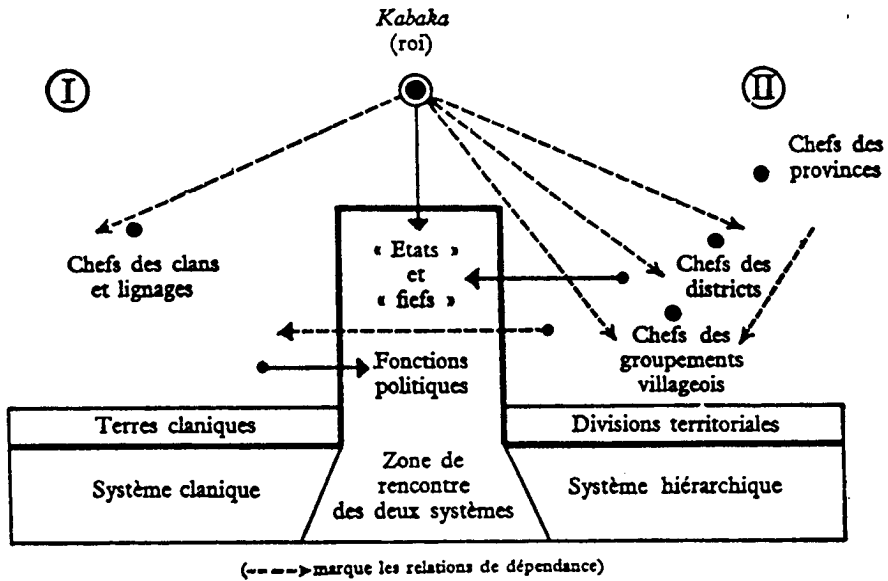 Kabaka
(roi)
I
II
Chefs des
provinces
« Etats »
et
« fiefs »
Chefs des clans
et lignages
Chefs des
districts
Chefs des
groupements
villageois
Fonctions
politiques
Terres claniques
Divisions territoriales
Système clanique
Zone de
rencontre
des deux systèmes
Système hiérarchique
(----➤marque les relations de dépendance)